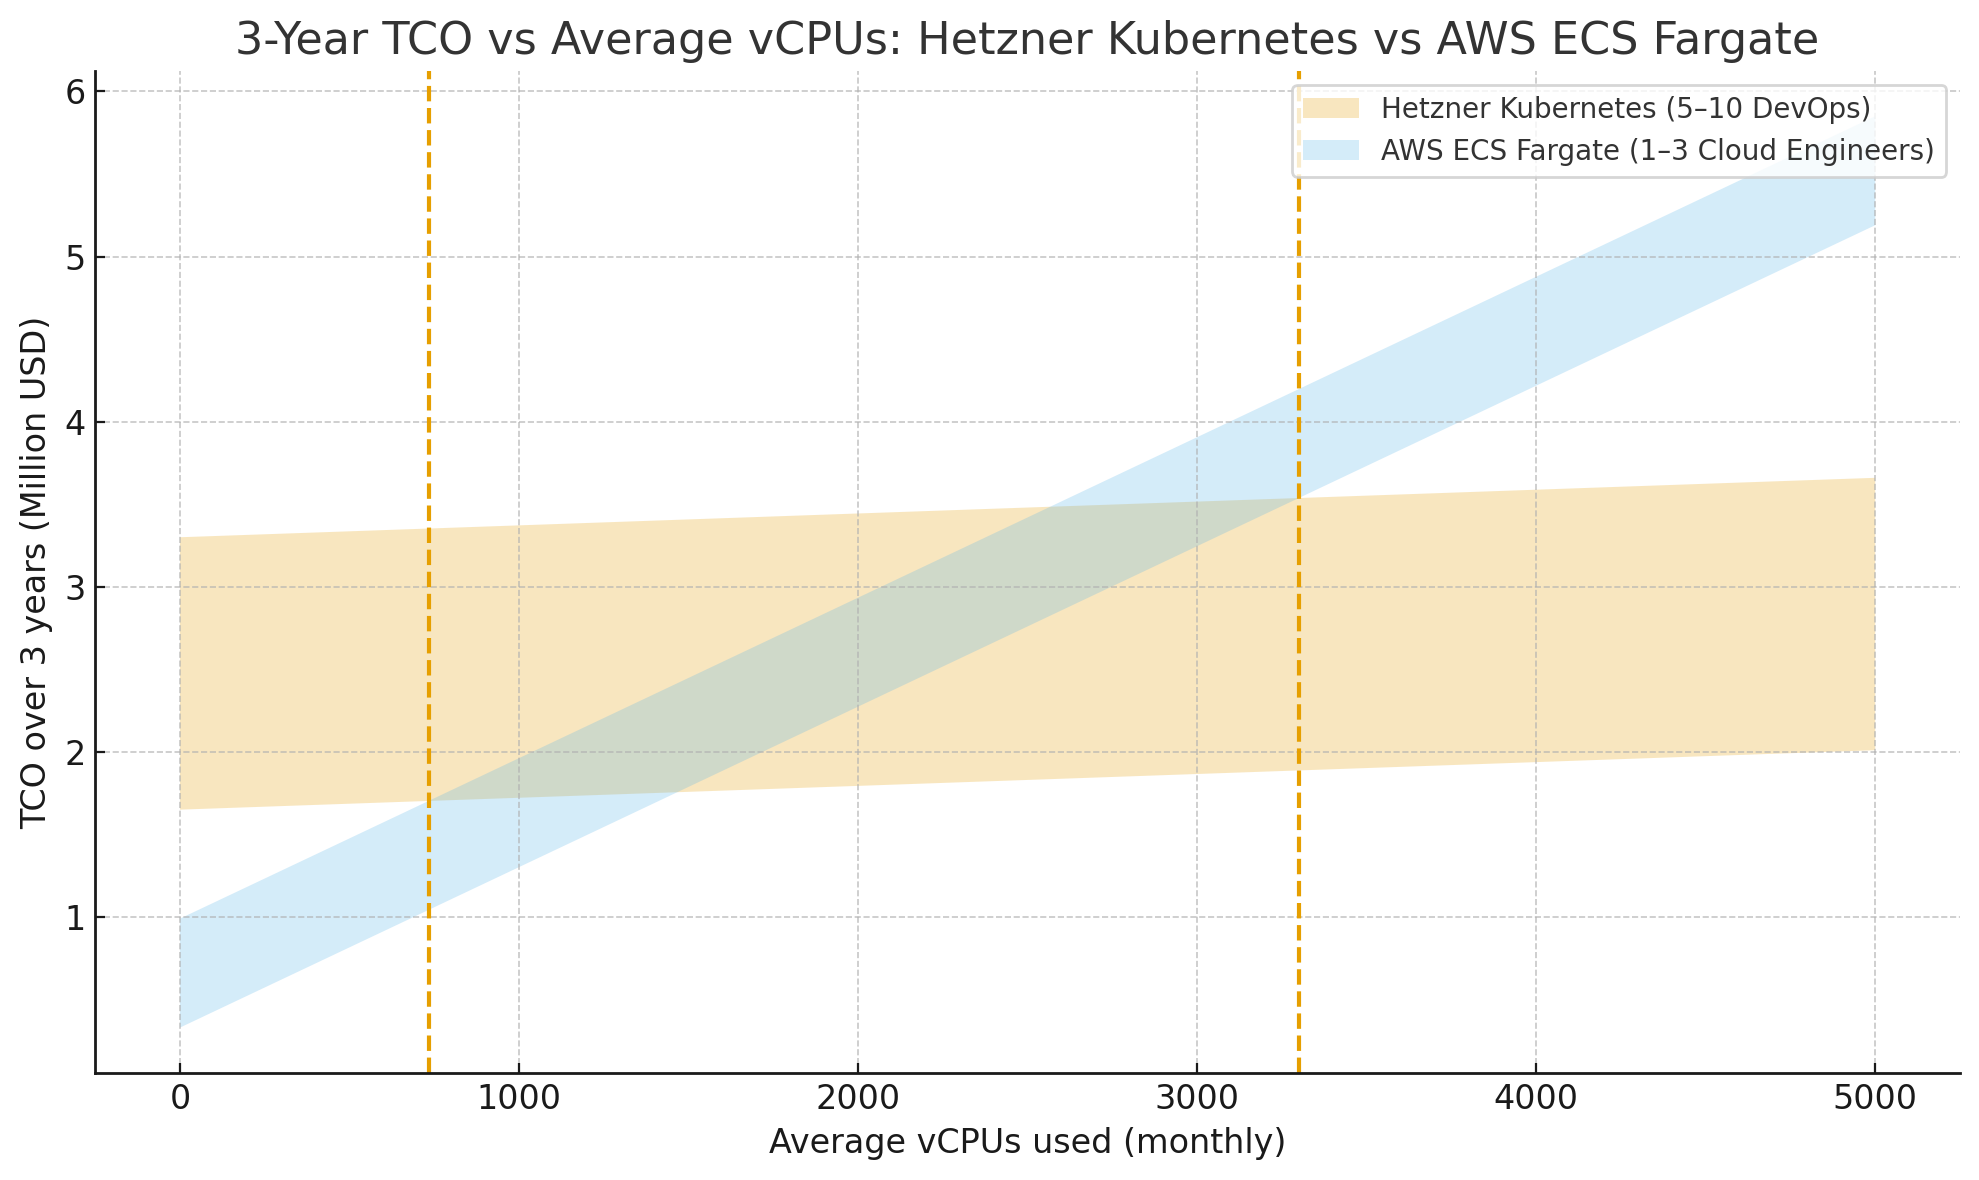 3-Year TCO vs Average vCPUs: Hetzner Kubernetes vs AWS ECS Fargate
Hetzner Kubernetes (5–10 DevOps)
AWS ECS Fargate (1–3 Cloud Engineers)
TCO over 3 years (Million USD)
6
5
4
3
2
1
0 1000 2000 3000 4000 5000
Average vCPUs used (monthly)